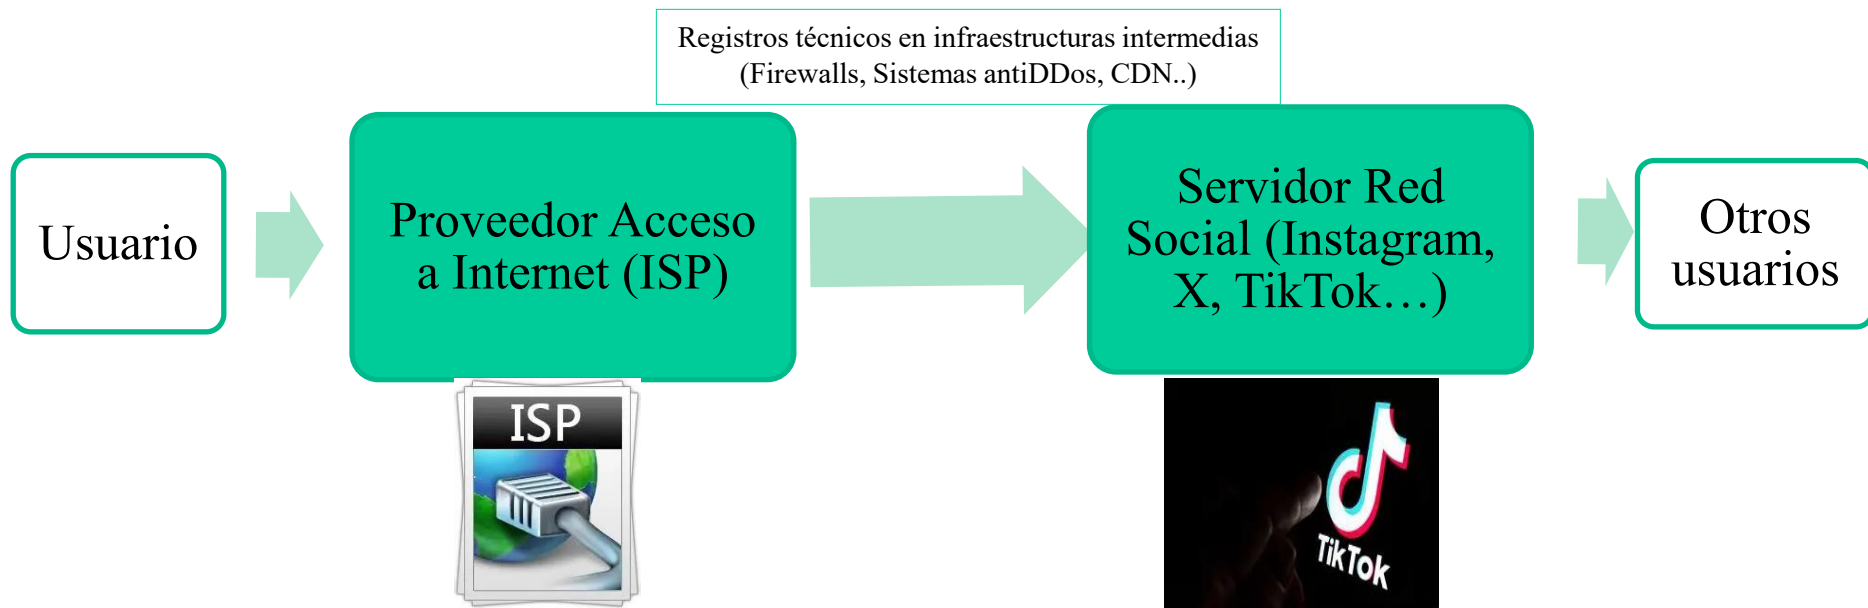 Registros técnicos en infraestructuras intermedias
(Firewalls, Sistemas antiDDos, CDN..)
Usuario
Proveedor Acceso
a Internet (ISP)
Servidor Red
Social (Instagram,
X, TikTok…)
Otros
usuarios
ISP
TikTok